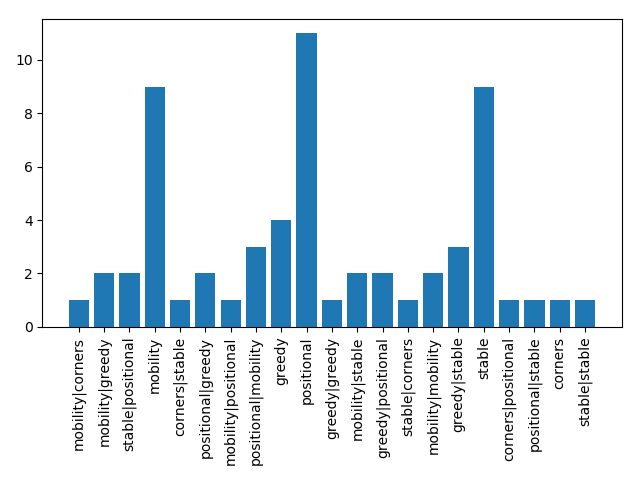 10
8
6
4
2
0
mobility|corners
mobility|greedy
stable|positional
mobility
corners|stable
positional|greedy
mobility|positional
positional|mobility
greedy
positional
greedy|greedy
mobility|stable
greedy|positional
stable|corners
mobility|mobility
greedy|stable
stable
corners|positional
positional|stable
corners
stable|stable